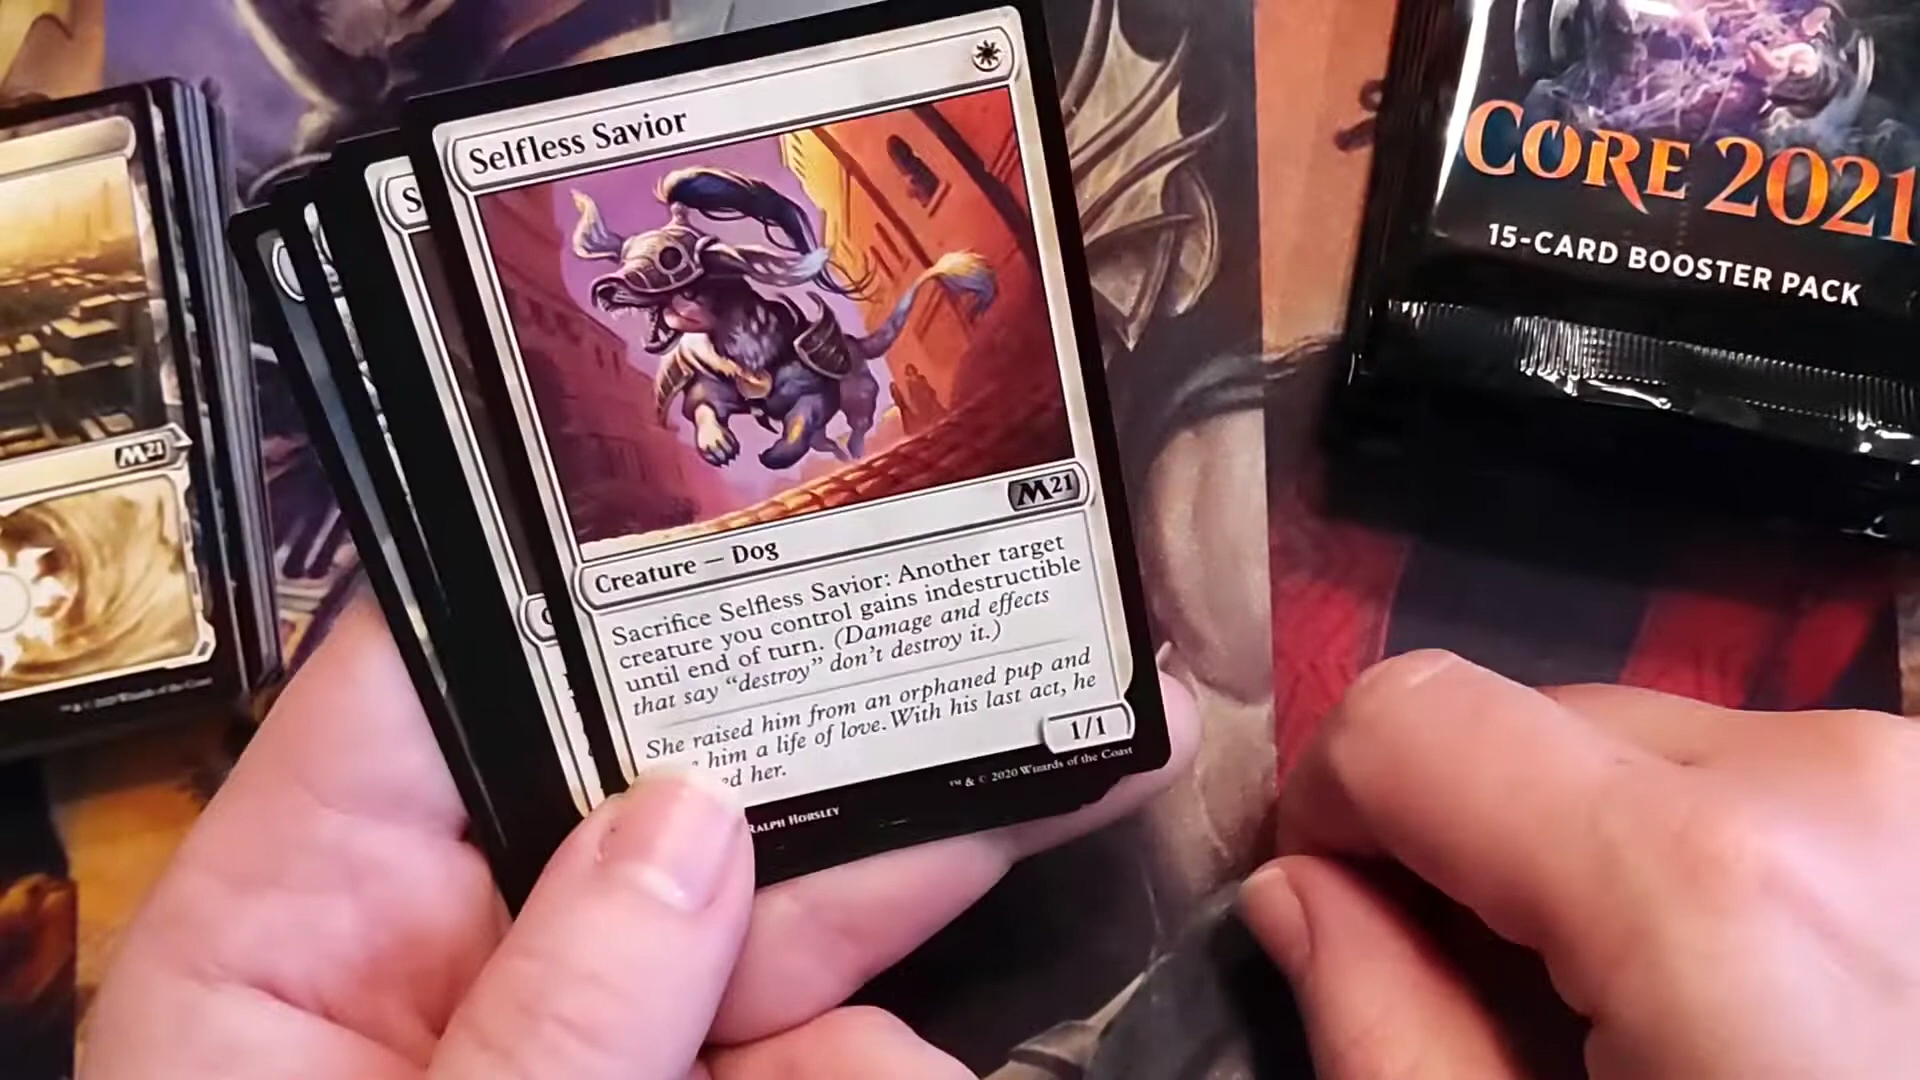 Selfless Savior
S
M21
Creature — Dog
Sacrifice Selfless Savior: Another target
creature you control gains indestructible
until end of turn. (Damage and effects
that say “destroy” don’t destroy it.)
She raised him from an orphaned pup and
him a life of love. With his last act, he
ed her.
1/1
RALPH HORSLEY
™ & © 2020 Wizards of the Coast
M21
CORE 2021
15-CARD BOOSTER PACK